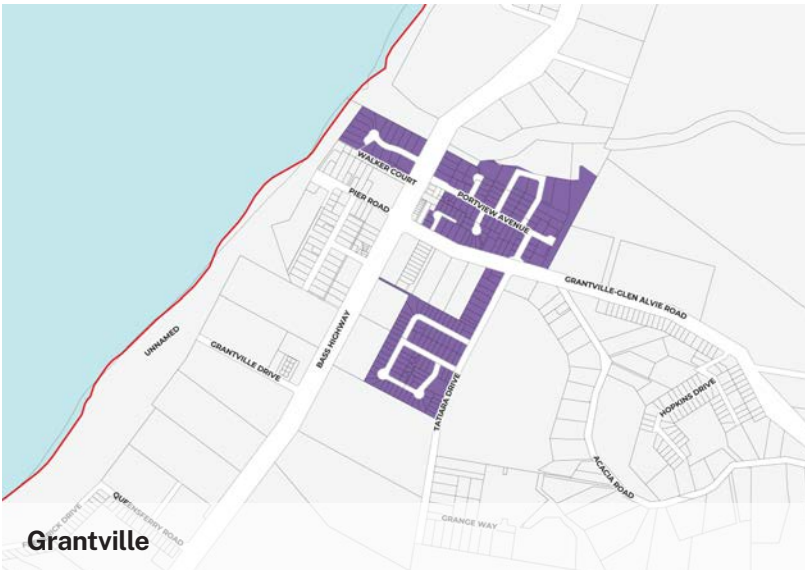 WALKER COURT
PIER ROAD
PORTVIEW AVENUE
GRANTVILLE-GLEN ALVIE ROAD
UNNAMED
BASS HIGHWAY
GRANTVILLE DRIVE
TATIARA DRIVE
HOPKINS DRIVE
ACACIA ROAD
QUEENSFERRY ROAD
DRIVE
GRANGE WAY
Grantville